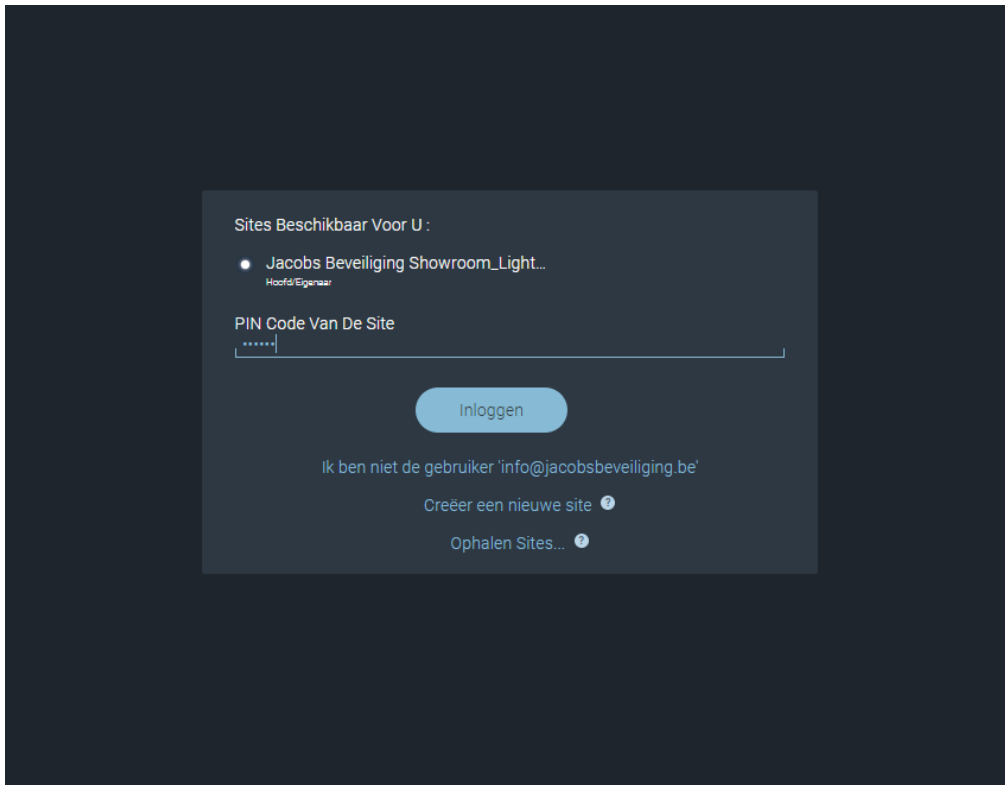 Sites Beschikbaar Voor U :
Jacobs Beveiliging Showroom_Light...
Hoofd/Eigenaar
PIN Code Van De Site
••••••
Inloggen
Ik ben niet de gebruiker 'info@jacobsbeveiliging.be'
Creëer een nieuwe site ?
Ophalen Sites... ?